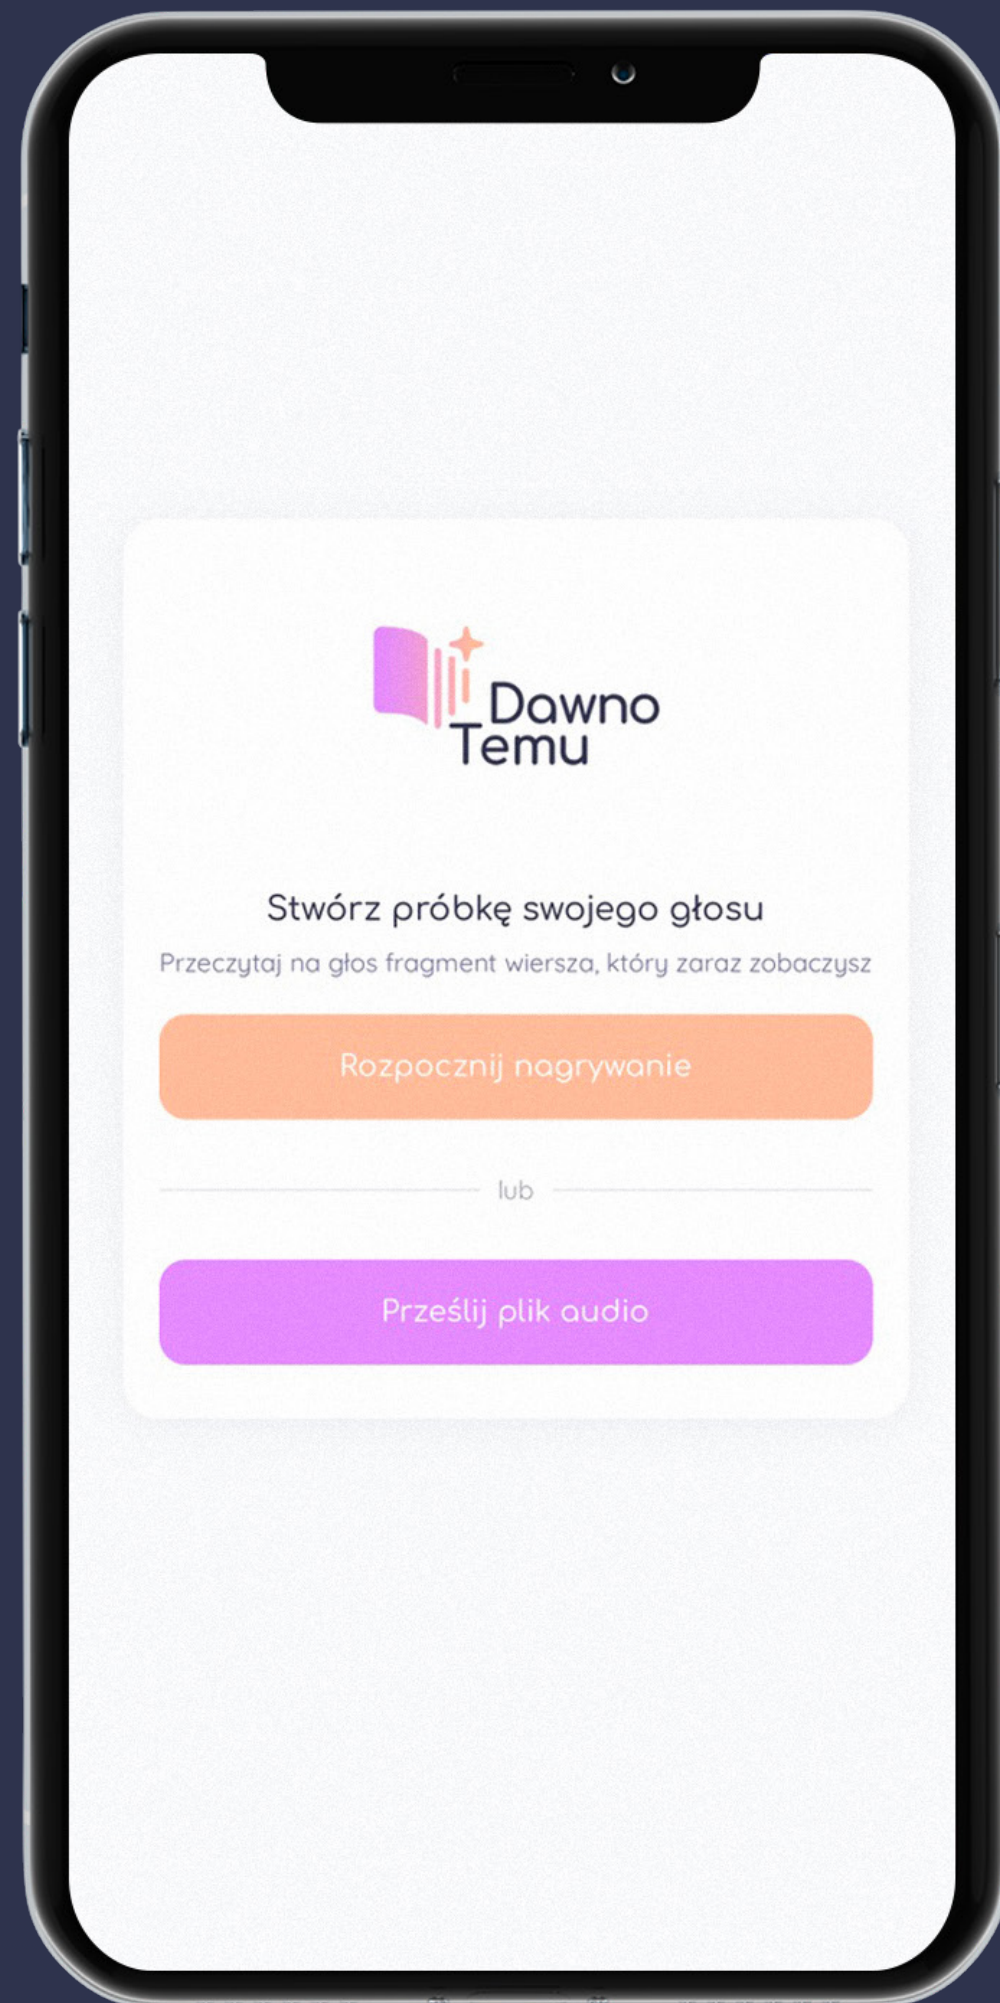 Dawno
Temu
Stwórz próbkę swojego głosu
Przeczytaj na głos fragment wiersza, który zaraz zobaczysz
Rozpocznij nagrywanie
lub
Prześlij plik audio